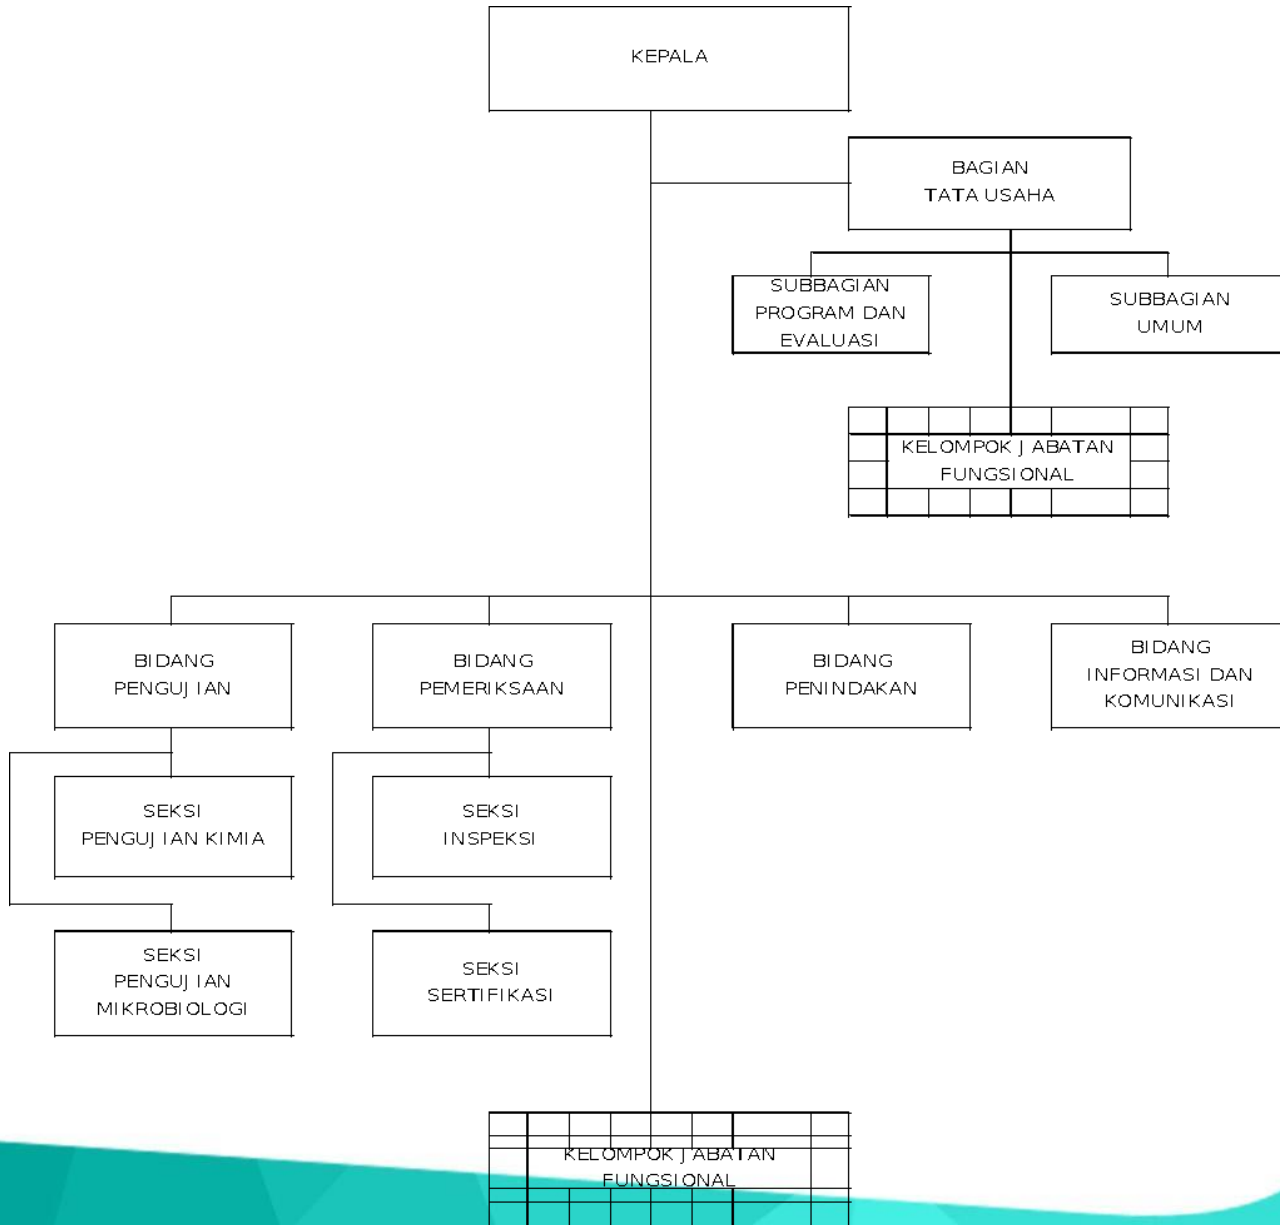 KEPALA
BAGIAN
TATA USAHA
SUBBAGIAN
PROGRAM DAN
EVALUASI
SUBBAGIAN
UMUM
KELOMPOK JABATAN
FUNGSIONAL
BIDANG
PENGUJIAN
BIDANG
PEMERIKSAAN
BIDANG
PENINDAKAN
BIDANG
INFORMASI DAN
KOMUNIKASI
SEKSI
PENGUJIAN KIMIA
SEKSI
INSPEKSI
SEKSI
PENGUJIAN
MIKROBIOLOGI
SEKSI
SERTIFIKASI
KELOMPOK JABATAN
FUNGSIONAL